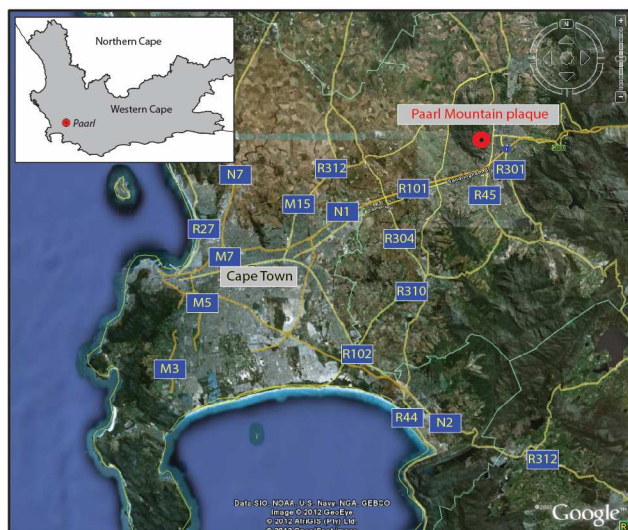 Northern Cape
Western Cape
Paarl
N
Paarl Mountain plaque
N7
R312
R101
R301
M15
N1
R45
R27
R304
M7
Cape Town
R310
M5
R102
M3
R44
N2
R312
Data SIO, NOAA, U.S. Navy, NGA, GEBCO
Image © 2012 GeoEye
© 2012 AfriGIS (Pty) Ltd.
Google